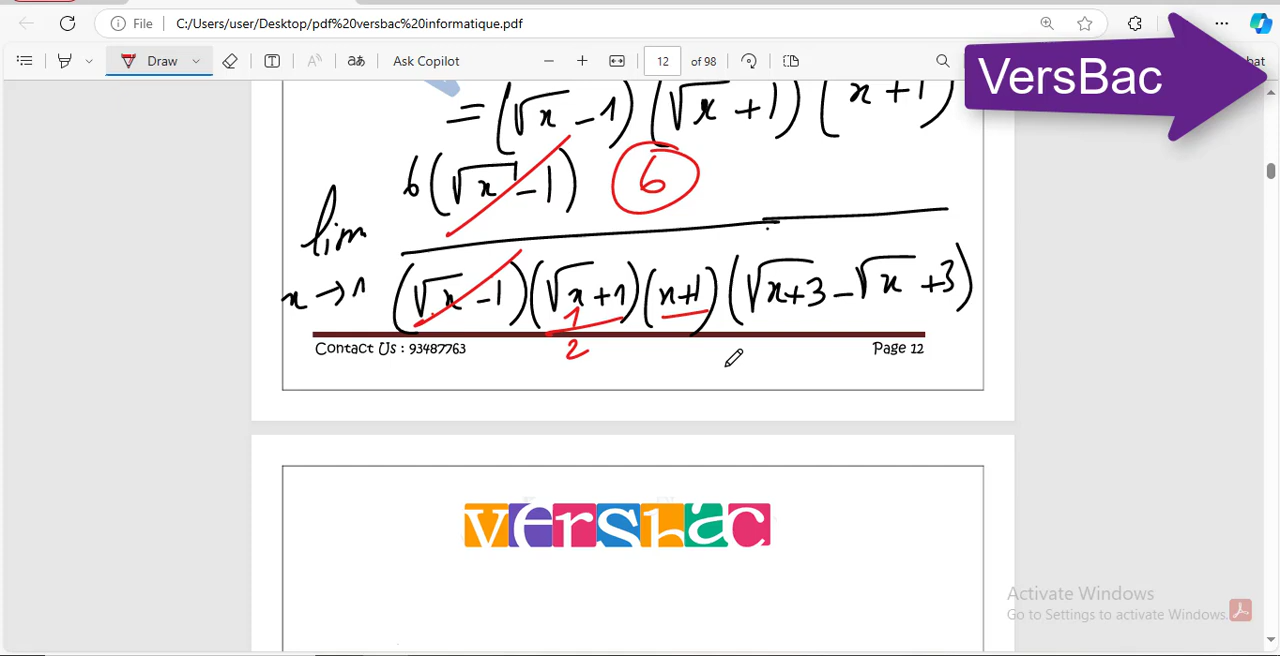 File C:/Users/user/Desktop/pdf%20versbac%20informatique.pdf
Draw Ask Copilot 12 of 98
VersBac
= (√x - 1) (√x + 1) (x + 1)
6(√x - 1) 6
lim
x → 1 (√x - 1)(√x + 1)(x+1)(√x+3 - √x + 3)
1
2
Contact Us : 93487763 Page 12
versbac
Activate Windows
Go to Settings to activate Windows.